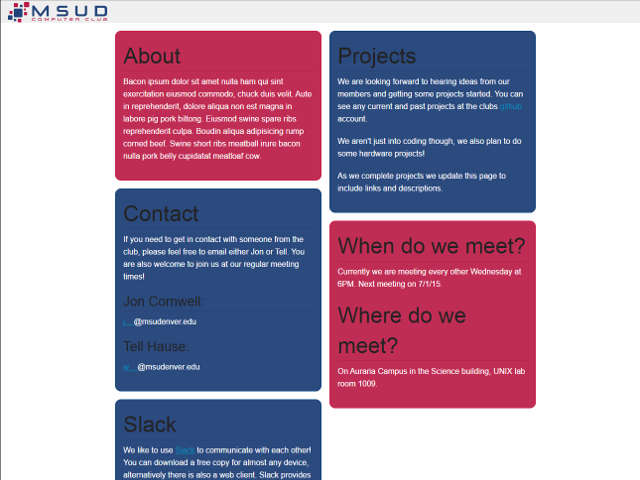 MSUD
COMPUTER CLUB
About
Bacon ipsum dolor sit amet nulla ham qui sint
exercitation eiusmod commodo, chuck duis velit. Aute
in reprehenderit, dolore aliqua non est magna in
labore pig pork biltong. Eiusmod swine spare ribs
reprehenderit culpa. Boudin aliqua adipisicing rump
corned beef. Swine short ribs meatball irure bacon
nulla pork belly cupidatat meatloaf cow.
Contact
If you need to get in contact with someone from the
club, please feel free to email either Jon or Tell. You
are also welcome to join us at our regular meeting
times!
Jon Cornwell:
j...@msudenver.edu
Tell Hause:
@msudenver.edu
Slack
We like to use Slack to communicate with each other!
You can download a free copy for almost any device,
alternatively there is also a web client. Slack provides
Projects
We are looking forward to hearing ideas from our
members and getting some projects started. You can
see any current and past projects at the clubs github
account.
We aren't just into coding though, we also plan to do
some hardware projects!
As we complete projects we update this page to
include links and descriptions.
When do we meet?
Currently we are meeting every other Wednesday at
6PM. Next meeting on 7/1/15.
Where do we
meet?
On Auraria Campus in the Science building, UNIX lab
room 1009.